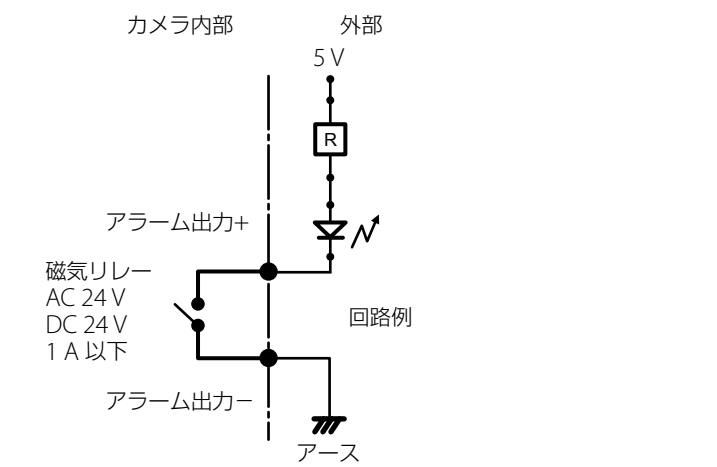 カメラ内部
外部
5 V
R
アラーム出力+
磁気リレー
AC 24 V
DC 24 V
1 A 以下
回路例
アラーム出力−
アース